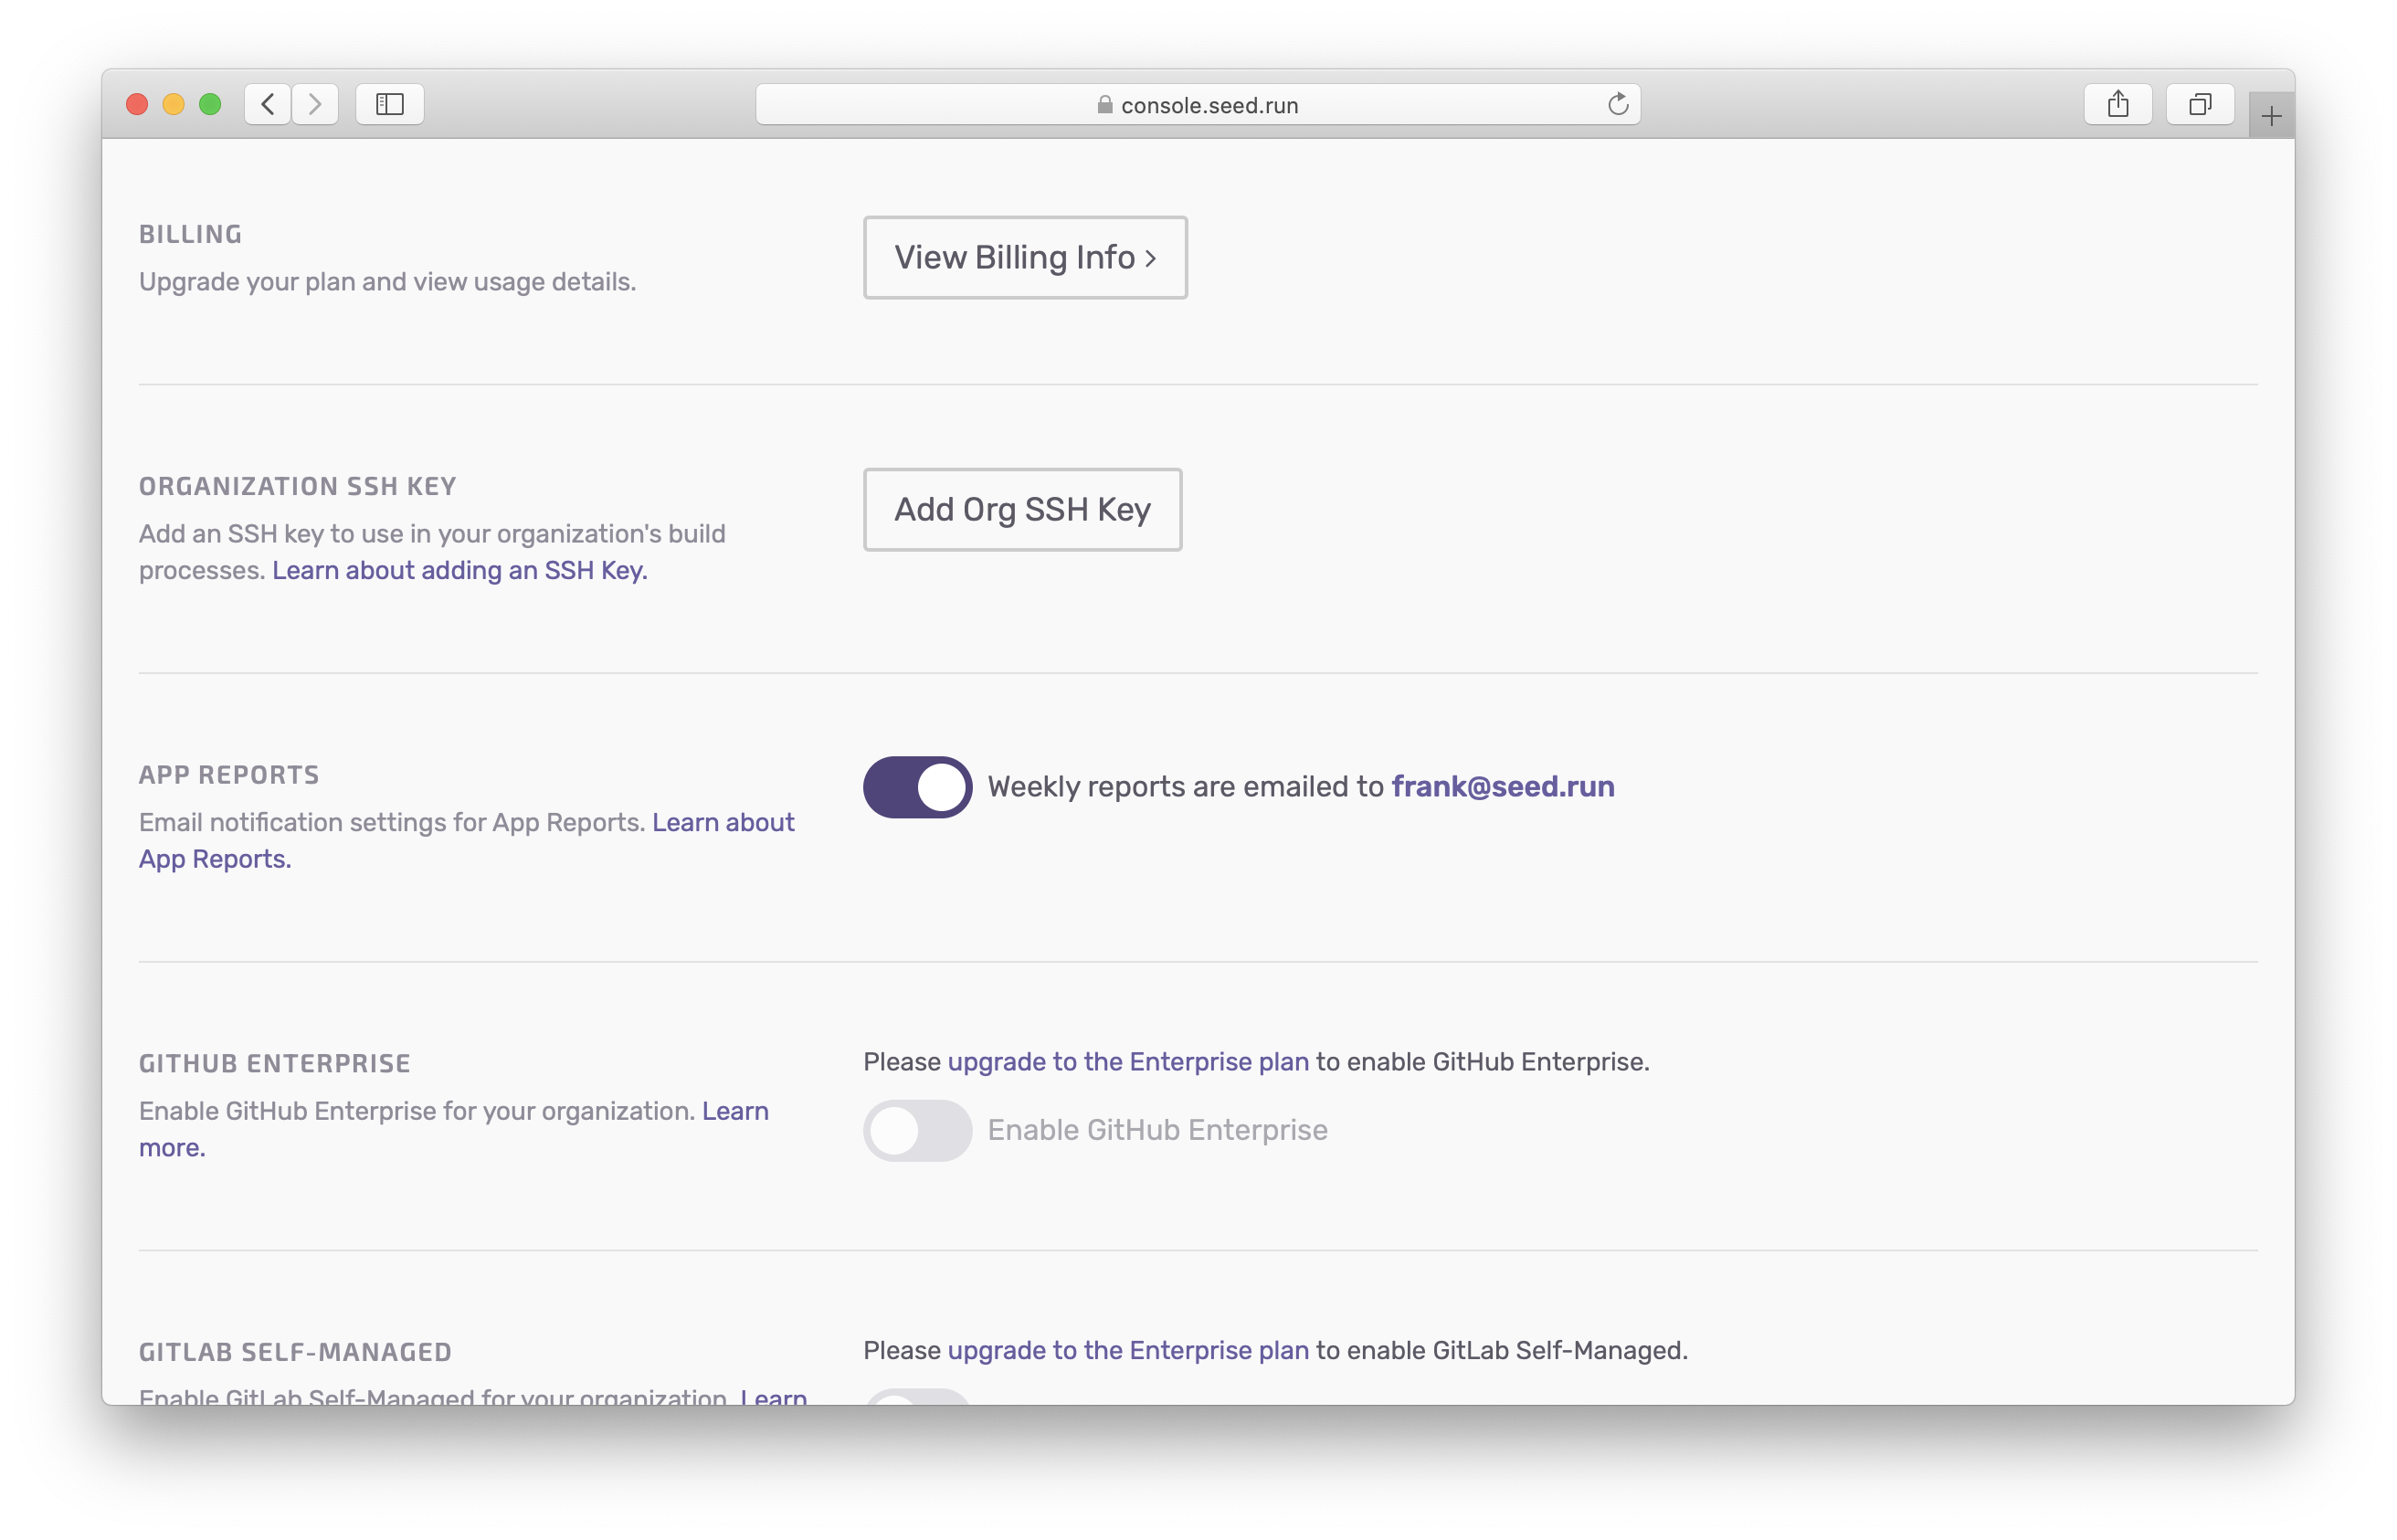 console.seed.run
BILLING
Upgrade your plan and view usage details.
View Billing Info ›
ORGANIZATION SSH KEY
Add an SSH key to use in your organization's build
processes. Learn about adding an SSH Key.
Add Org SSH Key
APP REPORTS
Email notification settings for App Reports. Learn about
App Reports.
Weekly reports are emailed to frank@seed.run
GITHUB ENTERPRISE
Enable GitHub Enterprise for your organization. Learn
more.
Please upgrade to the Enterprise plan to enable GitHub Enterprise.
Enable GitHub Enterprise
GITLAB SELF-MANAGED
Enable GitLab Self-Managed for your organization. Learn
Please upgrade to the Enterprise plan to enable GitLab Self-Managed.